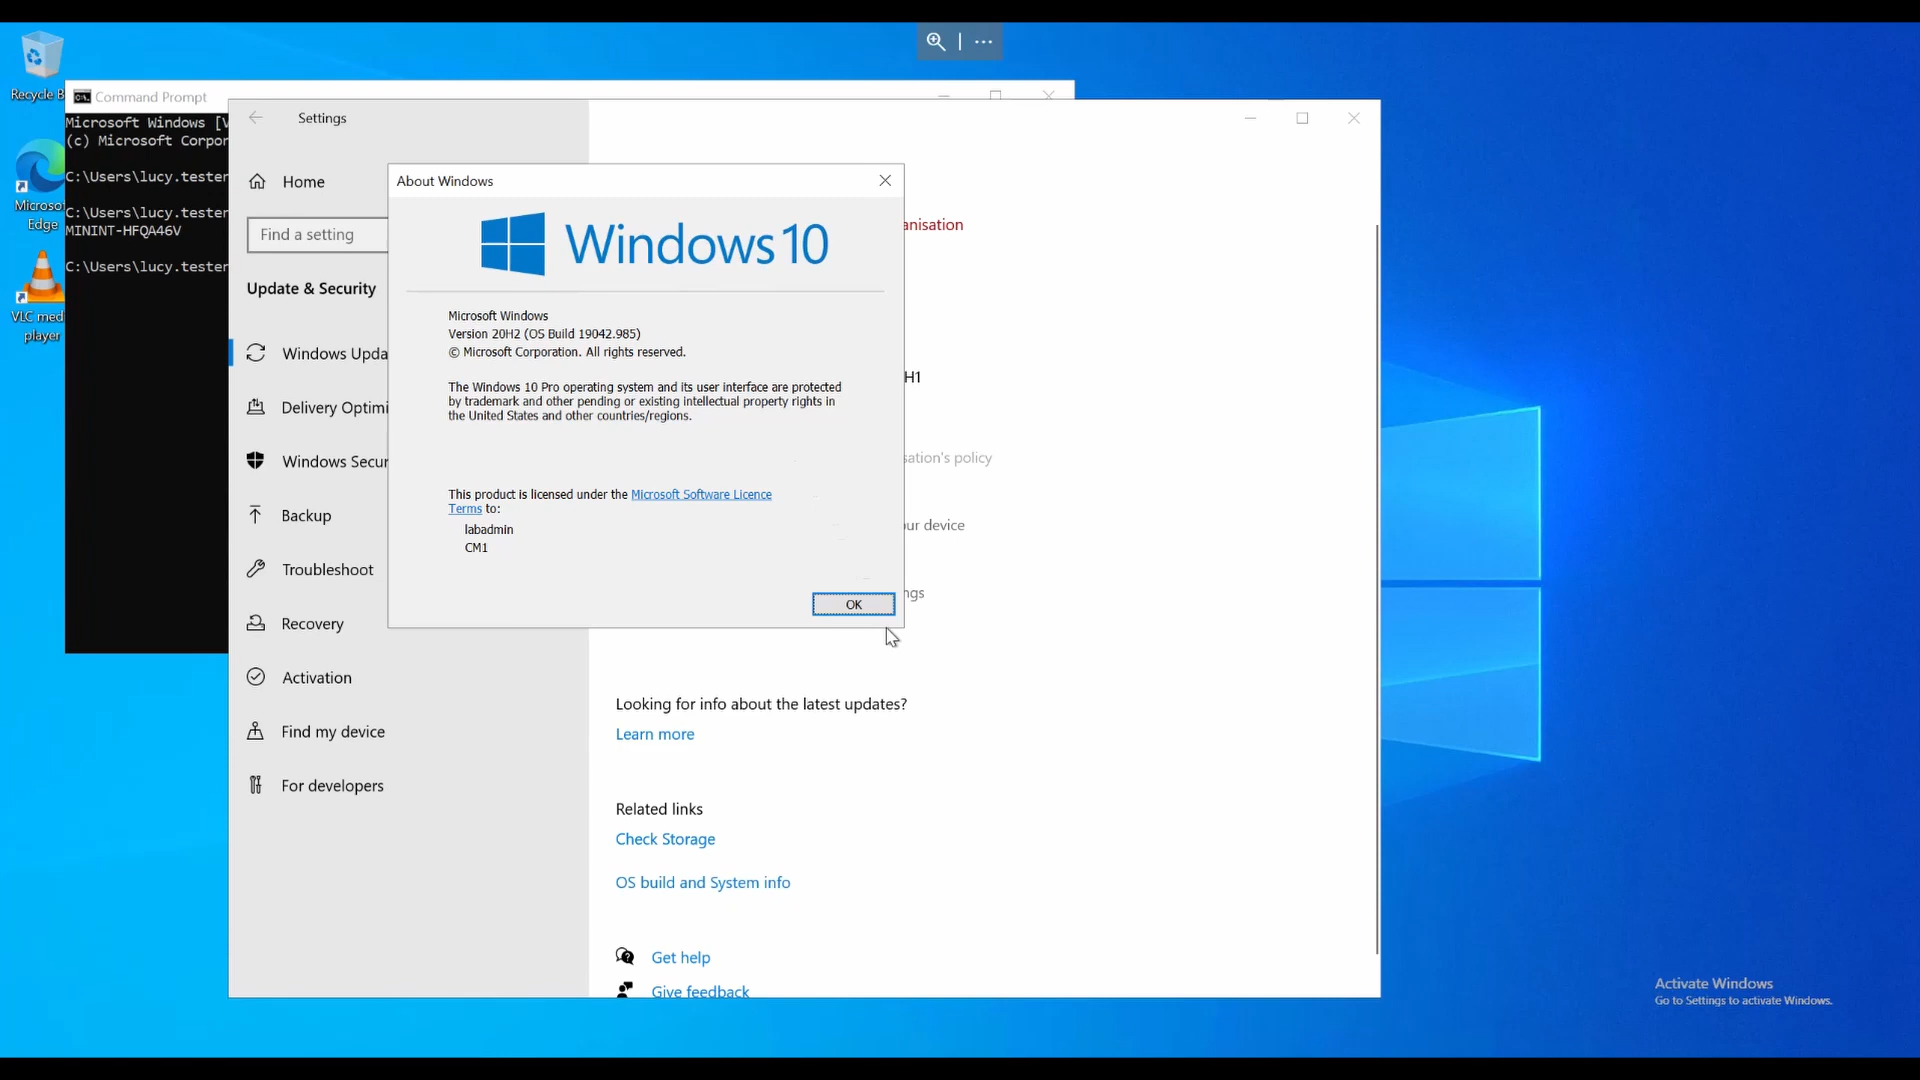 Recycle B
Microso
Edge
VLC med
player
Command Prompt
Microsoft Windows [V
(c) Microsoft Corpor
C:\Users\lucy.tester
C:\Users\lucy.tester
MININT-HFQA46V
C:\Users\lucy.tester
Settings
Home
Find a setting
Update & Security
Windows Upda
Delivery Optimi
Windows Secur
Backup
Troubleshoot
Recovery
Activation
Find my device
For developers
About Windows
Windows 10
Microsoft Windows
Version 20H2 (OS Build 19042.985)
© Microsoft Corporation. All rights reserved.
The Windows 10 Pro operating system and its user interface are protected
by trademark and other pending or existing intellectual property rights in
the United States and other countries/regions.
This product is licensed under the Microsoft Software Licence
Terms to:
labadmin
CM1
OK
anisation
H1
sation's policy
ur device
ngs
Looking for info about the latest updates?
Learn more
Related links
Check Storage
OS build and System info
Get help
Give feedback
Activate Windows
Go to Settings to activate Windows.